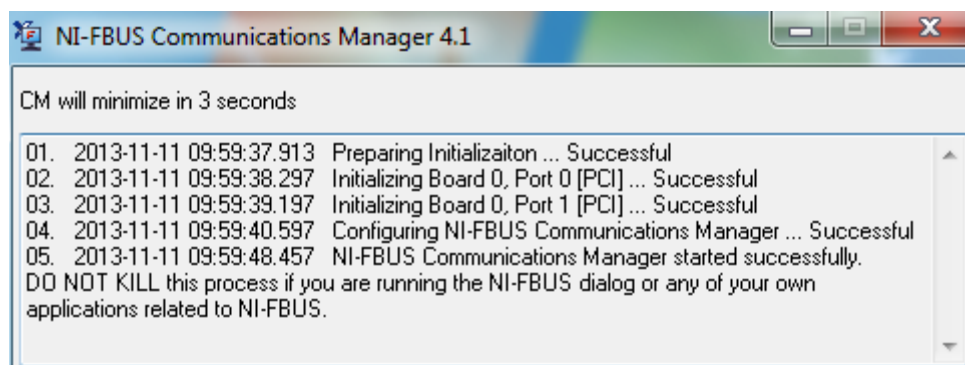 NI-FBUS Communications Manager 4.1
CM will minimize in 3 seconds
01. 2013-11-11 09:59:37.913 Preparing Initializaiton ... Successful
02. 2013-11-11 09:59:38.297 Initializing Board 0, Port 0 [PCI] ... Successful
03. 2013-11-11 09:59:39.197 Initializing Board 0, Port 1 [PCI] ... Successful
04. 2013-11-11 09:59:40.597 Configuring NI-FBUS Communications Manager ... Successful
05. 2013-11-11 09:59:48.457 NI-FBUS Communications Manager started successfully.
DO NOT KILL this process if you are running the NI-FBUS dialog or any of your own
applications related to NI-FBUS.